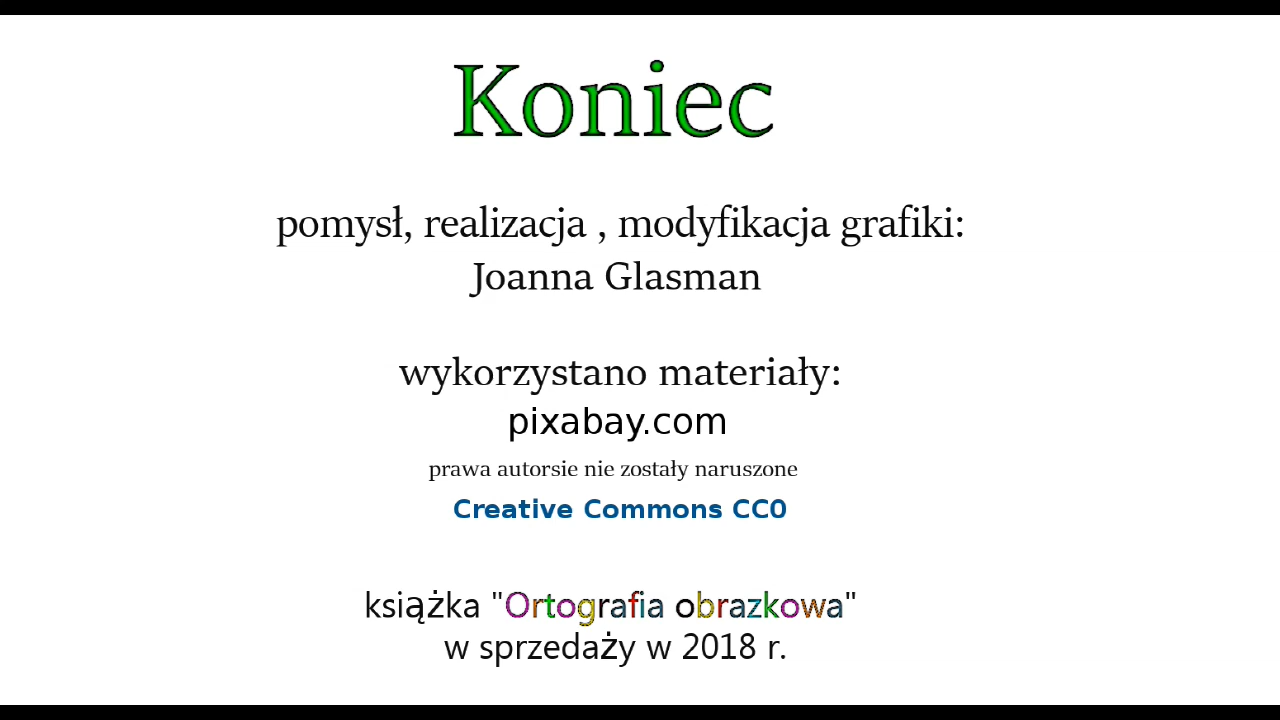 Koniec
pomysł, realizacja , modyfikacja grafiki:
Joanna Glasman
wykorzystano materiały:
pixabay.com
prawa autorsie nie zostały naruszone
Creative Commons CC0
książka "Ortografia obrazkowa"
w sprzedaży w 2018 r.